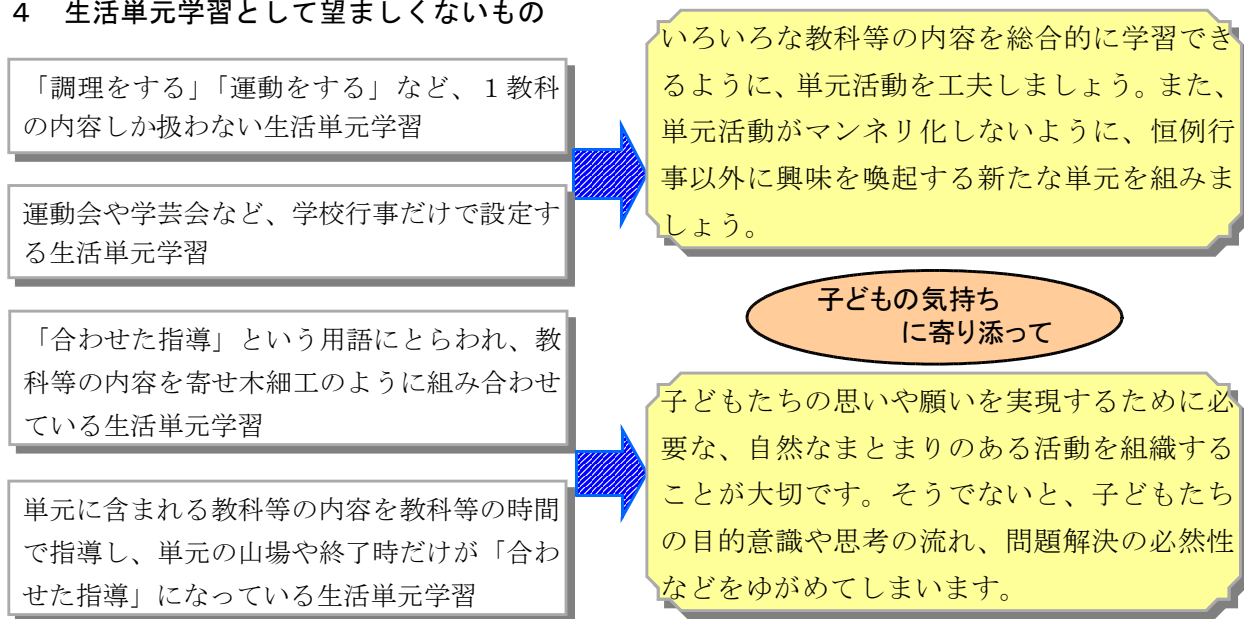 ４　生活単元学習として望ましくないもの
「調理をする」「運動をする」など、１教科
の内容しか扱わない生活単元学習
運動会や学芸会など、学校行事だけで設定す
る生活単元学習
いろいろな教科等の内容を総合的に学習でき
るように、単元活動を工夫しましょう。また、
単元活動がマンネリ化しないように、恒例行
事以外に興味を喚起する新たな単元を組みま
しょう。
子どもの気持ち
に寄り添って
「合わせた指導」という用語にとらわれ、教
科等の内容を寄せ木細工のように組み合わせ
ている生活単元学習
単元に含まれる教科等の内容を教科等の時間
で指導し、単元の山場や終了時だけが「合わ
せた指導」になっている生活単元学習
子どもたちの思いや願いを実現するために必
要な、自然なまとまりのある活動を組織する
ことが大切です。そうでないと、子どもたち
の目的意識や思考の流れ、問題解決の必然性
などをゆがめてしまいます。